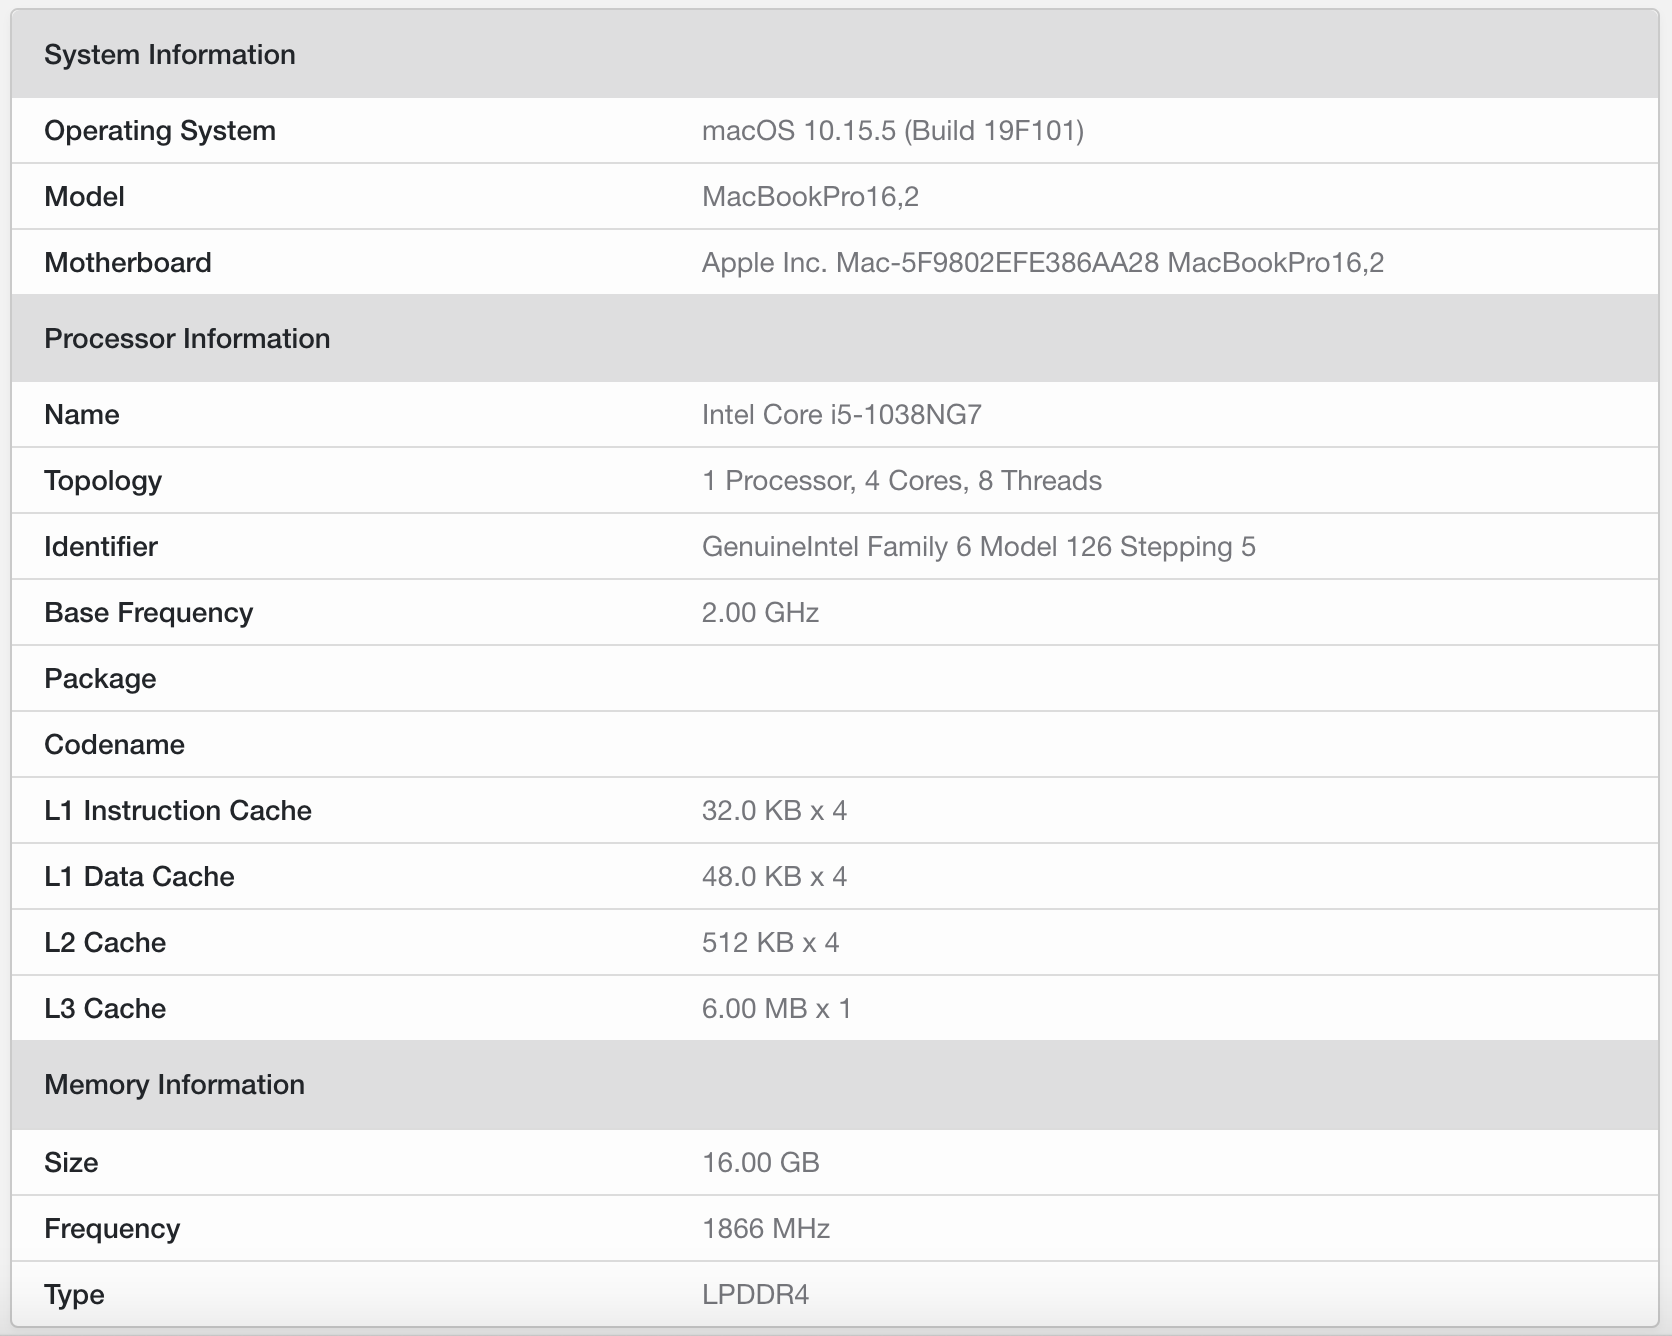 System Information
Operating System macOS 10.15.5 (Build 19F101)
Model MacBookPro16,2
Motherboard Apple Inc. Mac-5F9802EFE386AA28 MacBookPro16,2
Processor Information
Name Intel Core i5-1038NG7
Topology 1 Processor, 4 Cores, 8 Threads
Identifier GenuineIntel Family 6 Model 126 Stepping 5
Base Frequency 2.00 GHz
Package
Codename
L1 Instruction Cache 32.0 KB x 4
L1 Data Cache 48.0 KB x 4
L2 Cache 512 KB x 4
L3 Cache 6.00 MB x 1
Memory Information
Size 16.00 GB
Frequency 1866 MHz
Type LPDDR4